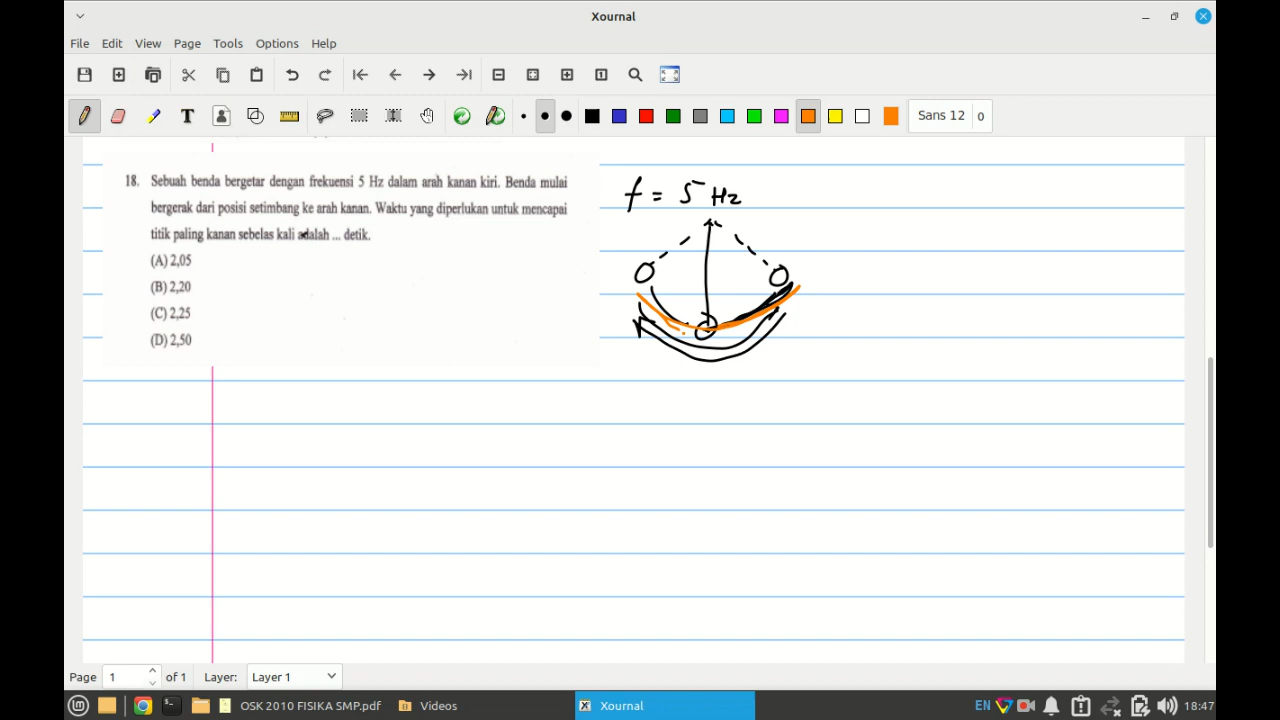 Xournal
File Edit View Page Tools Options Help
Sans 12 0
18. Sebuah benda bergetar dengan frekuensi 5 Hz dalam arah kanan kiri. Benda mulai
bergerak dari posisi setimbang ke arah kanan. Waktu yang diperlukan untuk mencapai
titik paling kanan sebelas kali adalah ... detik.
(A) 2,05
(B) 2,20
(C) 2,25
(D) 2,50
f = 5 Hz
Page 1 of 1 Layer: Layer 1
OSK 2010 FISIKA SMP.pdf Videos Xournal EN 18:47